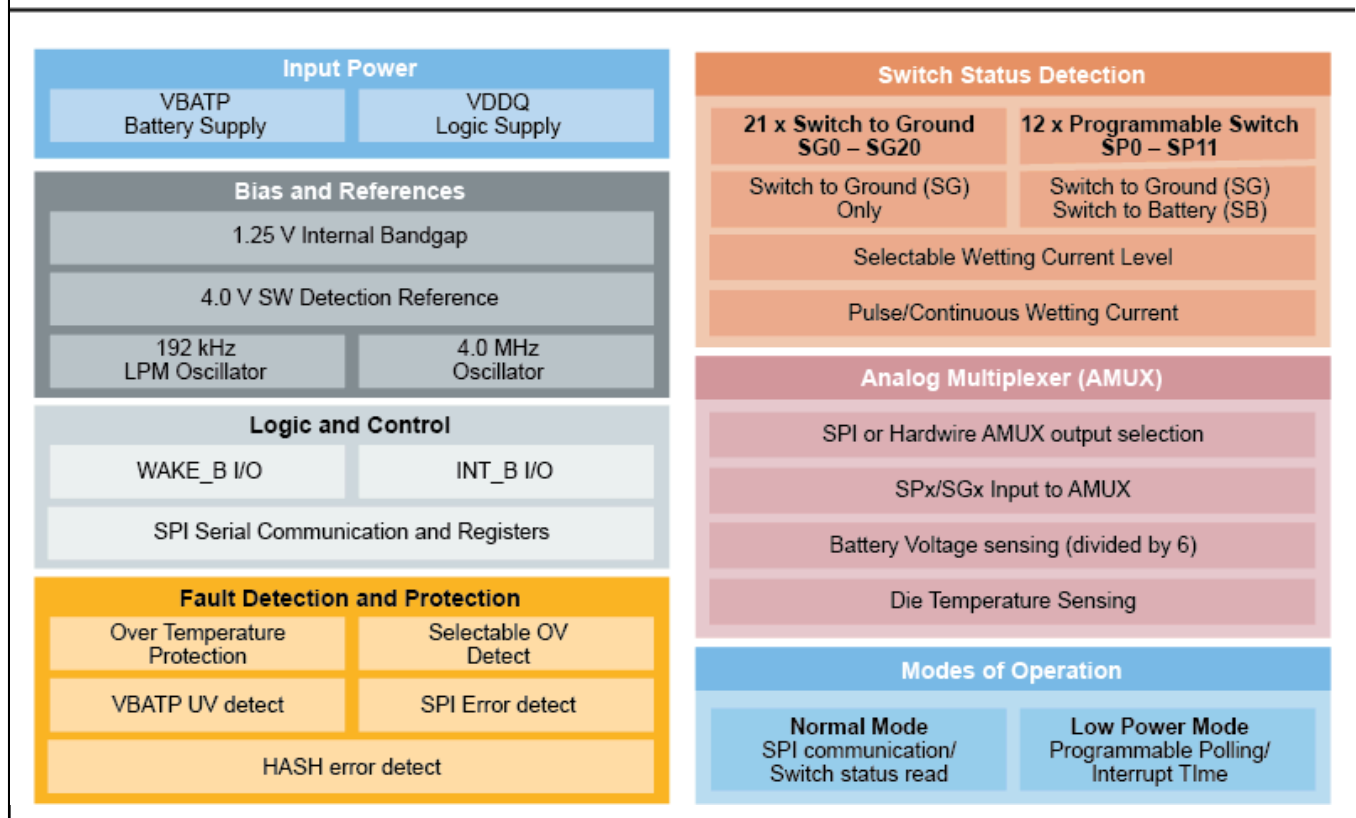 Input Power
VBATP
Battery Supply
VDDQ
Logic Supply
Bias and References
1.25 V Internal Bandgap
4.0 V SW Detection Reference
192 kHz
LPM Oscillator
4.0 MHz
Oscillator
Logic and Control
WAKE_B I/O
INT_B I/O
SPI Serial Communication and Registers
Fault Detection and Protection
Over Temperature
Protection
Selectable OV
Detect
VBATP UV detect
SPI Error detect
HASH error detect
Switch Status Detection
21 x Switch to Ground
SG0 – SG20
12 x Programmable Switch
SP0 – SP11
Switch to Ground (SG)
Only
Switch to Ground (SG)
Switch to Battery (SB)
Selectable Wetting Current Level
Pulse/Continuous Wetting Current
Analog Multiplexer (AMUX)
SPI or Hardwire AMUX output selection
SPx/SGx Input to AMUX
Battery Voltage sensing (divided by 6)
Die Temperature Sensing
Modes of Operation
Normal Mode
SPI communication/
Switch status read
Low Power Mode
Programmable Polling/
Interrupt TIme